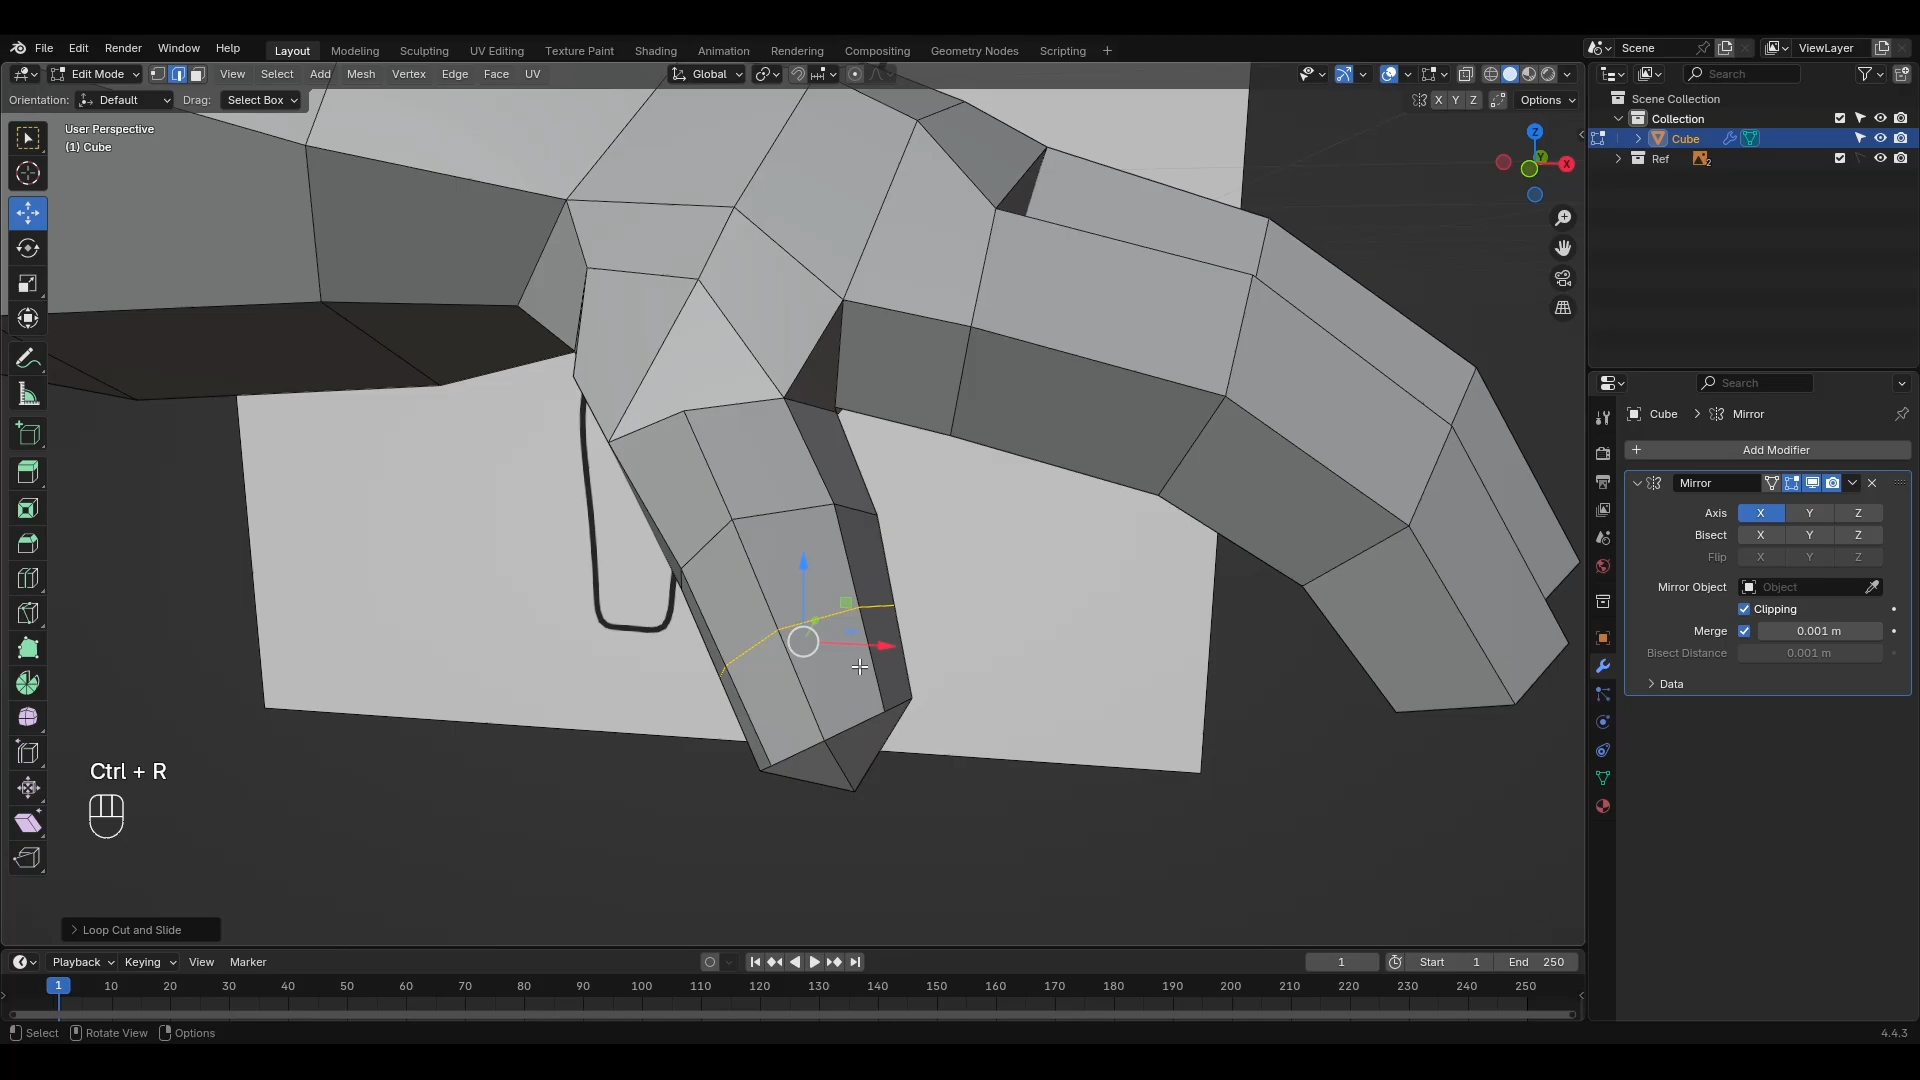 File Edit Render Window Help
Layout Modeling Sculpting UV Editing Texture Paint Shading Animation Rendering Compositing Geometry Nodes Scripting +
Scene
ViewLayer
Edit Mode View Select Add Mesh Vertex Edge Face UV
Global
Search
Orientation: Default Drag: Select Box
X Y Z Options
Scene Collection
Collection
Cube
Ref 2
User Perspective
(1) Cube
Z
Y
X
Search
Cube > Mirror
+ Add Modifier
Mirror
Axis X Y Z
Bisect X Y Z
Flip X Y Z
Mirror Object Object
Clipping
Merge 0.001 m
Bisect Distance 0.001 m
Data
Ctrl + R
Loop Cut and Slide
Playback Keying View Marker
1 Start 1 End 250
1 10 20 30 40 50 60 70 80 90 100 110 120 130 140 150 160 170 180 190 200 210 220 230 240 250
Select Rotate View Options
4.4.3